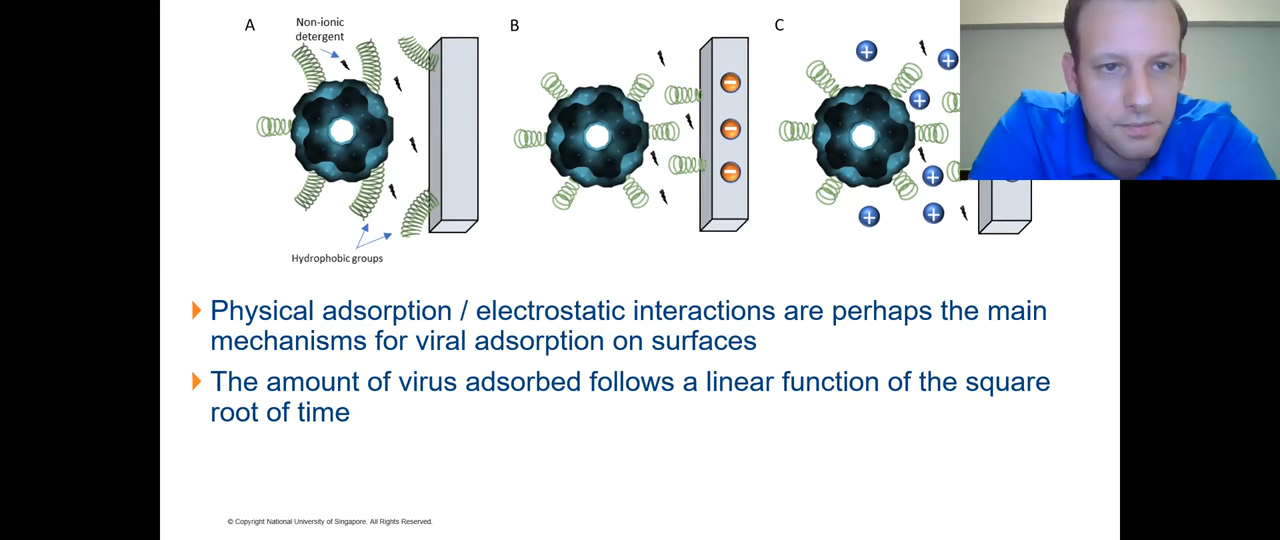 A
B
C
Non-ionic
detergent
Hydrophobic groups
Physical adsorption / electrostatic interactions are perhaps the main
mechanisms for viral adsorption on surfaces
The amount of virus adsorbed follows a linear function of the square
root of time
© Copyright National University of Singapore. All Rights Reserved.